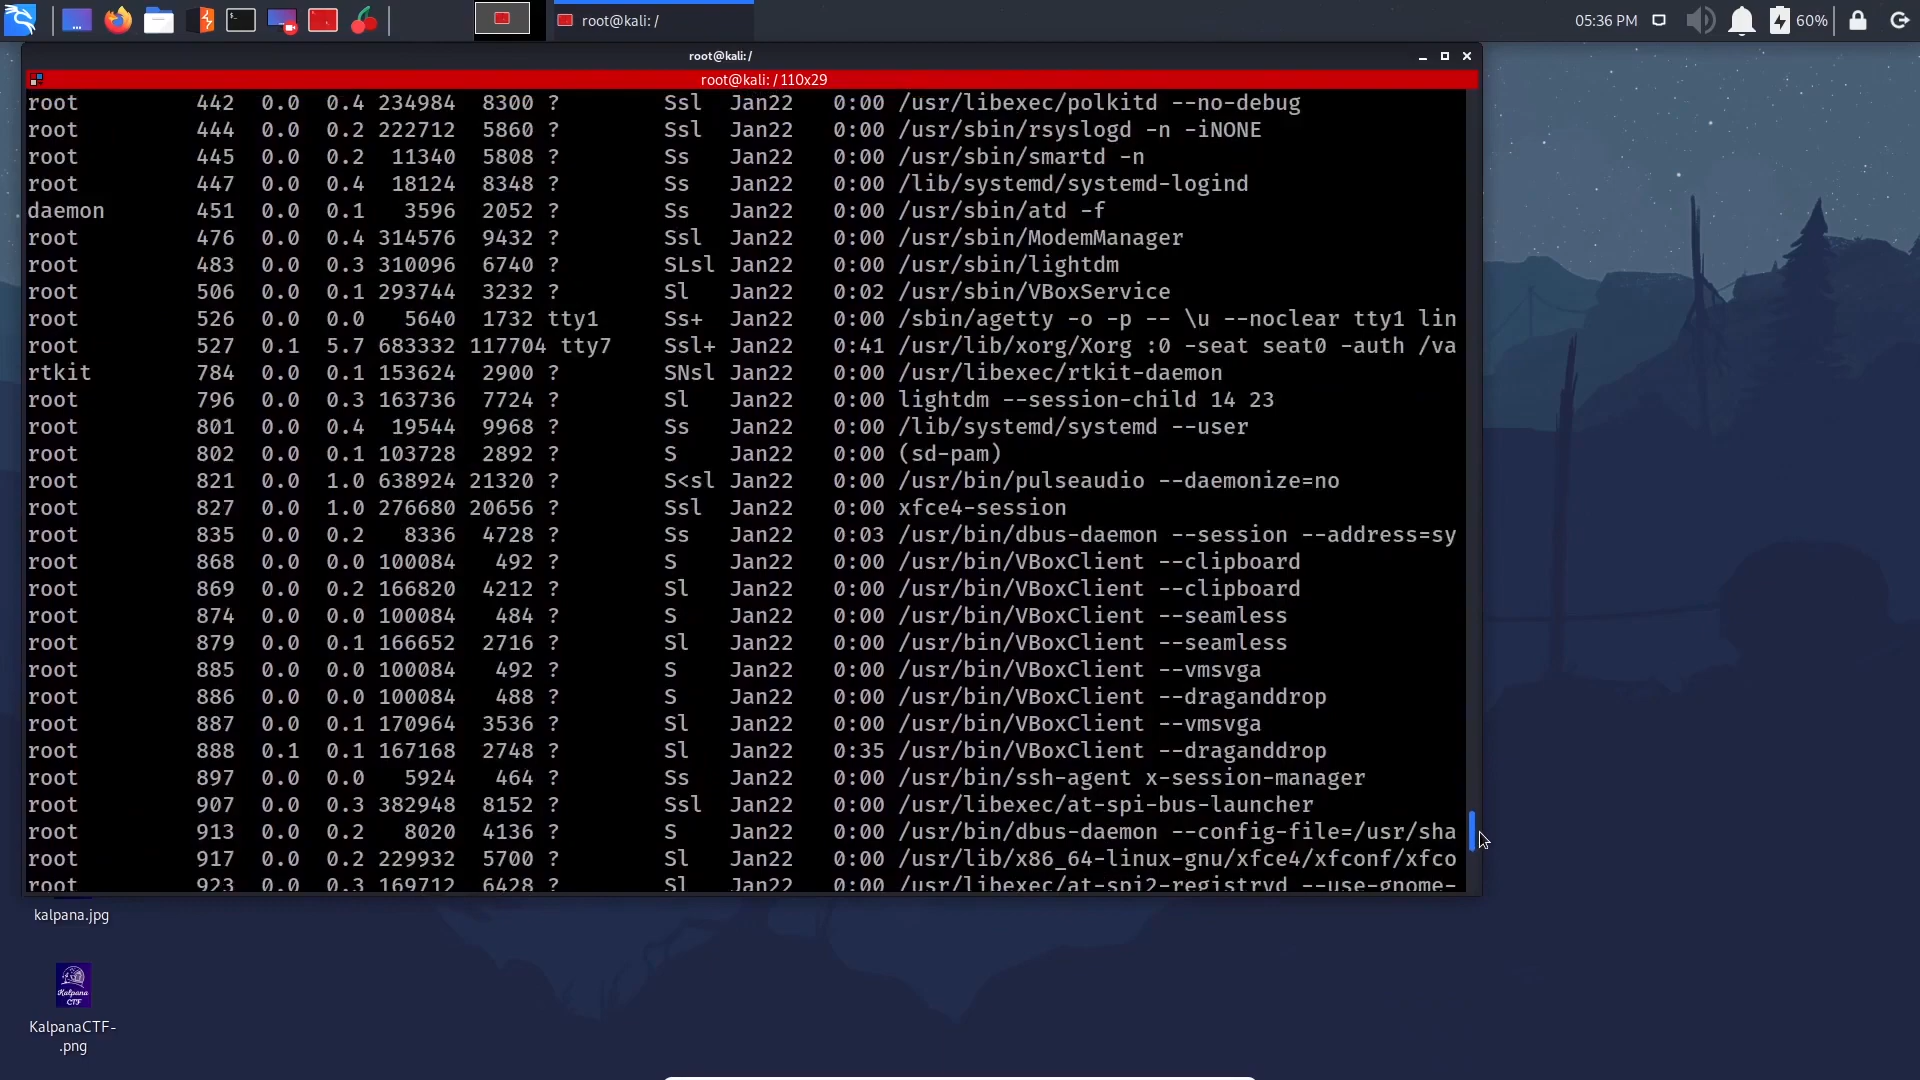 root@kali: /
05:36 PM
60%
root@kali: /
root@kali: / 110x29
root 442 0.0 0.4 234984 8300 ? Ssl Jan22 0:00 /usr/libexec/polkitd --no-debug
root 444 0.0 0.2 222712 5860 ? Ssl Jan22 0:00 /usr/sbin/rsyslogd -n -iNONE
root 445 0.0 0.2 11340 5808 ? Ss Jan22 0:00 /usr/sbin/smartd -n
root 447 0.0 0.4 18124 8348 ? Ss Jan22 0:00 /lib/systemd/systemd-logind
daemon 451 0.0 0.1 3596 2052 ? Ss Jan22 0:00 /usr/sbin/atd -f
root 476 0.0 0.4 314576 9432 ? Ssl Jan22 0:00 /usr/sbin/ModemManager
root 483 0.0 0.3 310096 6740 ? SLsl Jan22 0:00 /usr/sbin/lightdm
root 506 0.0 0.1 293744 3232 ? Sl Jan22 0:02 /usr/sbin/VBoxService
root 526 0.0 0.0 5640 1732 tty1 Ss+ Jan22 0:00 /sbin/agetty -o -p -- \u --noclear tty1 lin
root 527 0.1 5.7 683332 117704 tty7 Ssl+ Jan22 0:41 /usr/lib/xorg/Xorg :0 -seat seat0 -auth /va
rtkit 784 0.0 0.1 153624 2900 ? SNsl Jan22 0:00 /usr/libexec/rtkit-daemon
root 796 0.0 0.3 163736 7724 ? Sl Jan22 0:00 lightdm --session-child 14 23
root 801 0.0 0.4 19544 9968 ? Ss Jan22 0:00 /lib/systemd/systemd --user
root 802 0.0 0.1 103728 2892 ? S Jan22 0:00 (sd-pam)
root 821 0.0 1.0 638924 21320 ? S<sl Jan22 0:00 /usr/bin/pulseaudio --daemonize=no
root 827 0.0 1.0 276680 20656 ? Ssl Jan22 0:00 xfce4-session
root 835 0.0 0.2 8336 4728 ? Ss Jan22 0:03 /usr/bin/dbus-daemon --session --address=sy
root 868 0.0 0.0 100084 492 ? S Jan22 0:00 /usr/bin/VBoxClient --clipboard
root 869 0.0 0.2 166820 4212 ? Sl Jan22 0:00 /usr/bin/VBoxClient --clipboard
root 874 0.0 0.0 100084 484 ? S Jan22 0:00 /usr/bin/VBoxClient --seamless
root 879 0.0 0.1 166652 2716 ? Sl Jan22 0:00 /usr/bin/VBoxClient --seamless
root 885 0.0 0.0 100084 492 ? S Jan22 0:00 /usr/bin/VBoxClient --vmsvga
root 886 0.0 0.0 100084 488 ? S Jan22 0:00 /usr/bin/VBoxClient --draganddrop
root 887 0.0 0.1 170964 3536 ? Sl Jan22 0:00 /usr/bin/VBoxClient --vmsvga
root 888 0.1 0.1 167168 2748 ? Sl Jan22 0:35 /usr/bin/VBoxClient --draganddrop
root 897 0.0 0.0 5924 464 ? Ss Jan22 0:00 /usr/bin/ssh-agent x-session-manager
root 907 0.0 0.3 382948 8152 ? Ssl Jan22 0:00 /usr/libexec/at-spi-bus-launcher
root 913 0.0 0.2 8020 4136 ? S Jan22 0:00 /usr/bin/dbus-daemon --config-file=/usr/sha
root 917 0.0 0.2 229932 5700 ? Sl Jan22 0:00 /usr/lib/x86_64-linux-gnu/xfce4/xfconf/xfco
root 923 0.0 0.3 169712 6428 ? Sl Jan22 0:00 /usr/libexec/at-spi2-registryd --use-gnome-
kalpana.jpg
Kalpana
CTF
KalpanaCTF-
.png